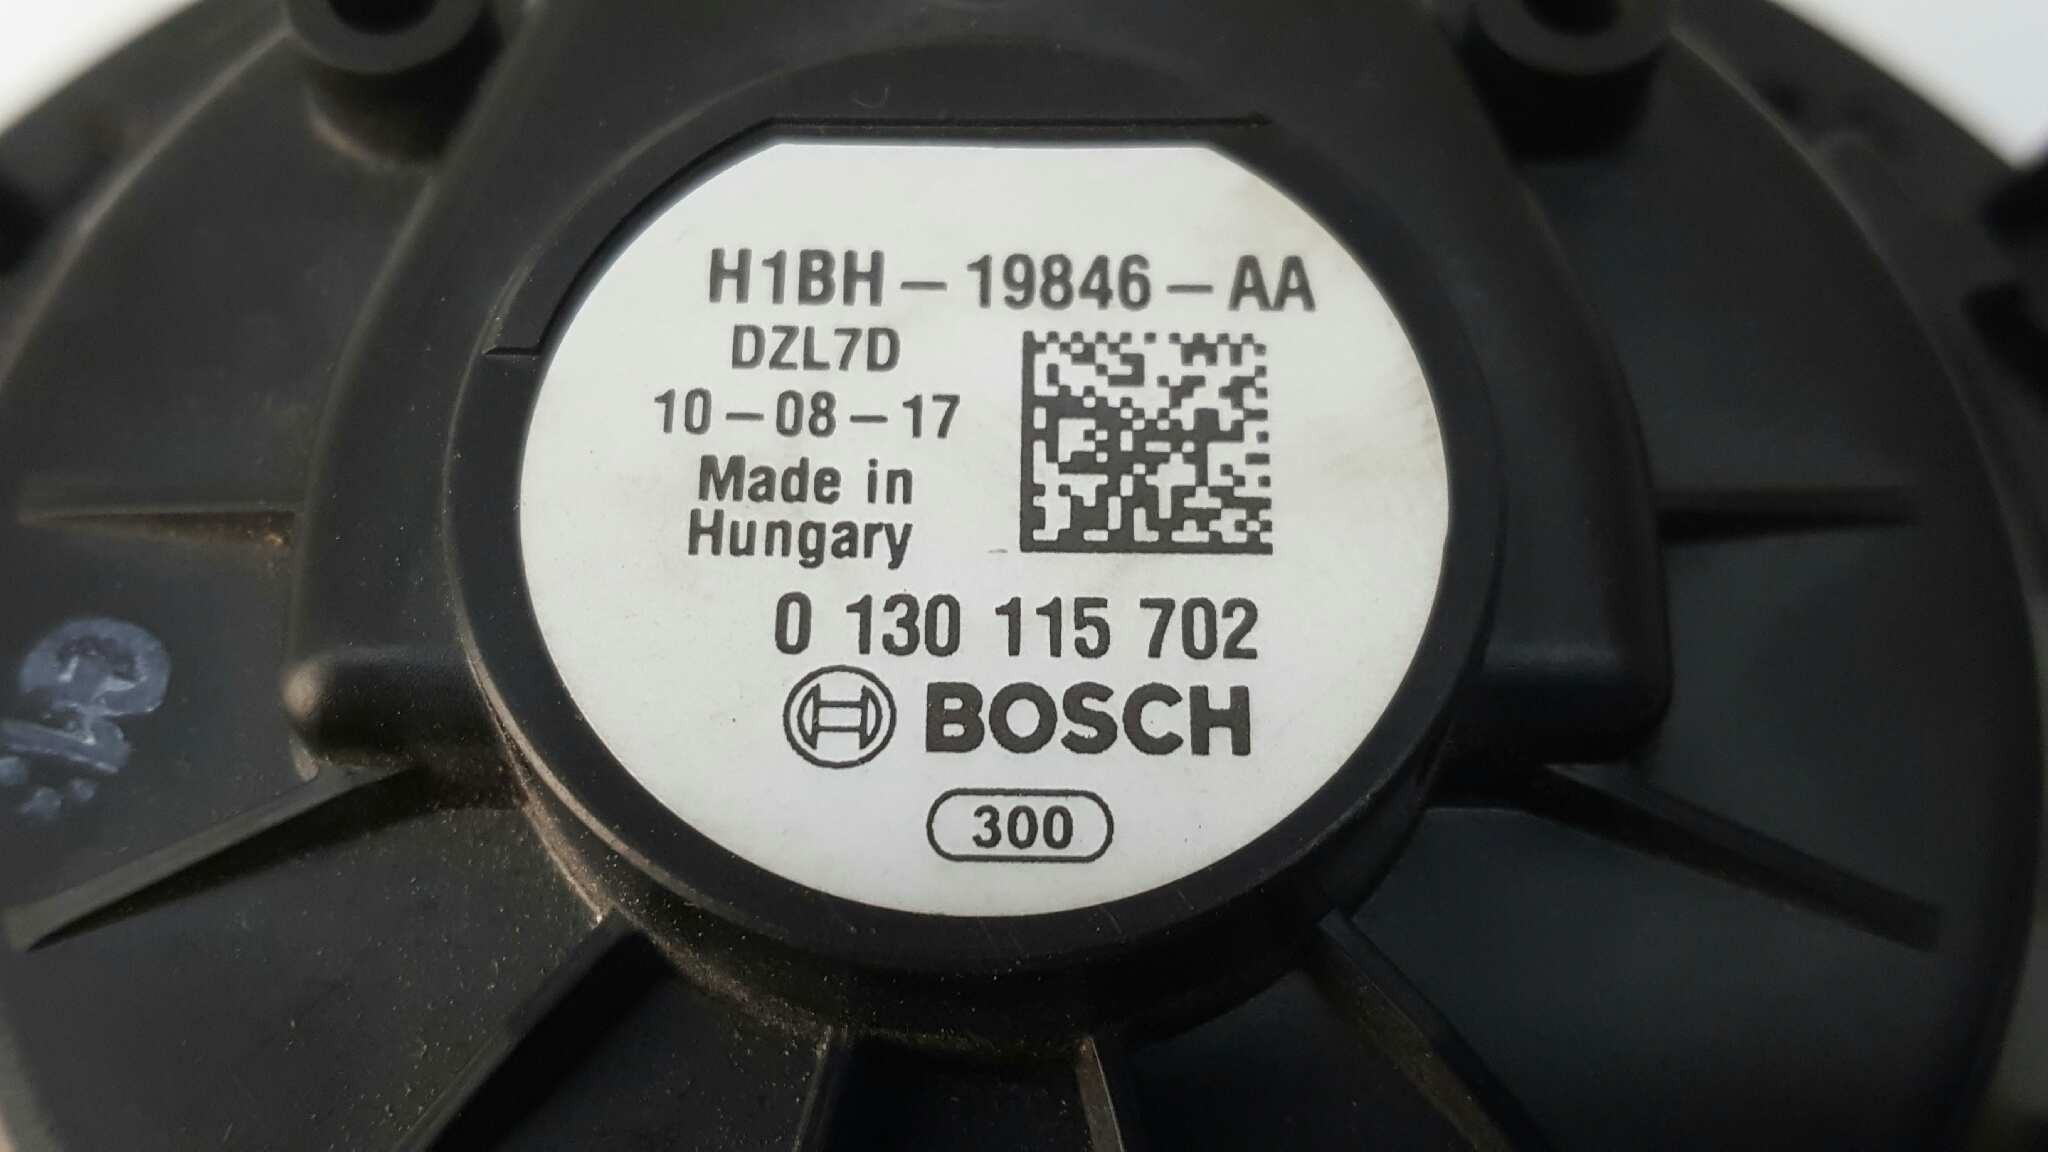 H1BH-19846-AA
DZL7D
10-08-17
Made in
Hungary
0 130 115 702
BOSCH
300